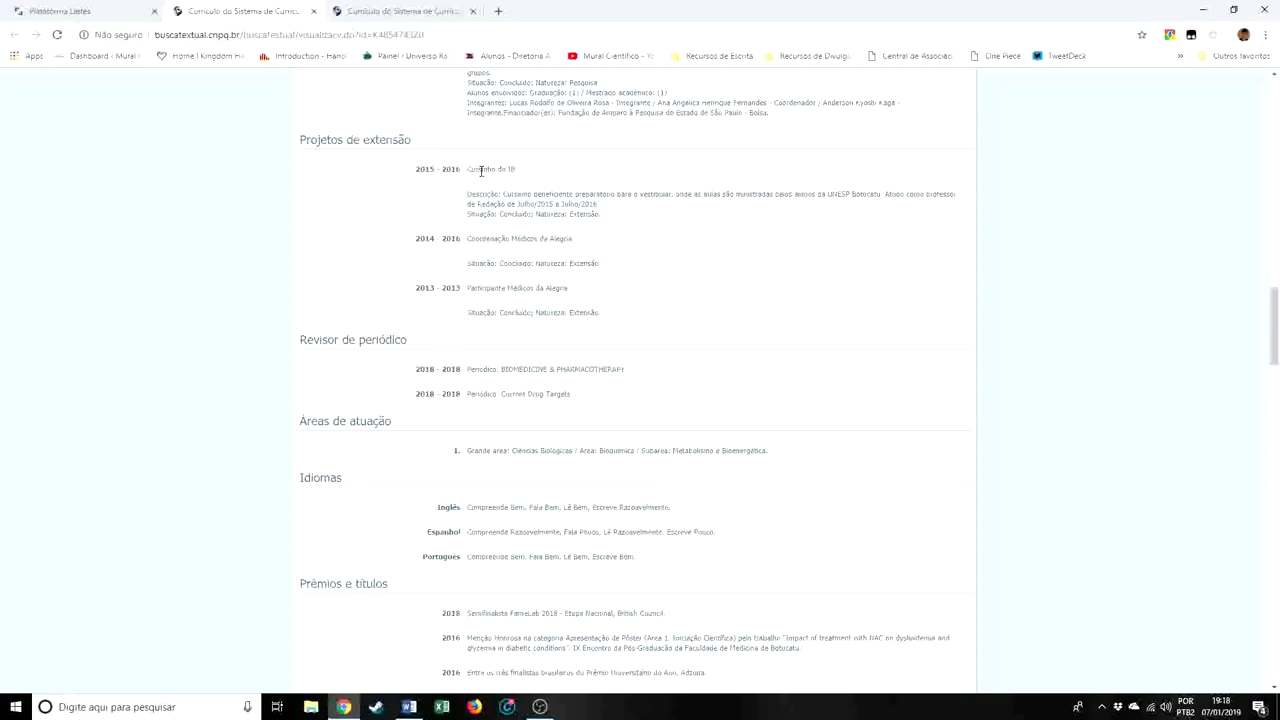 Plataforma Lattes
Currículo do Sistema de Cur
Currículo do Sistema de Cur
Não seguro
buscatextual.cnpq.br/buscatextual/visualizacv.do?id=
Apps
Dashboard ‹ Mural
Home | Kingdom He
Introduction - Hano
Painel / Universo Ra
Alunos - Diretoria A
Mural Científico - Yo
Recursos de Escrita
Recursos de Divulg
Central de Associac
Cine Piece
TweetDeck
»
Outros favoritos
grupos.
Situação: Concluído; Natureza: Pesquisa
Alunos envolvidos: Graduação: (1) / Mestrado acadêmico: (1)
Integrantes: Lucas Rodolfo de Oliveira Rosa - Integrante / Ana Angélica Henrique Fernandes - Coordenador / Anderson Kyoshi Kaga -
Integrante.Financiador(es): Fundação de Amparo à Pesquisa do Estado de São Paulo - Bolsa.
Projetos de extensão
2015 - 2016 Cursinho do IB
Descrição: Cursinho beneficente preparatório para o vestibular, onde as aulas são ministradas pelos alunos da UNESP Botucatu. Atuou como professor
de Redação de Julho/2015 a Julho/2016
Situação: Concluído; Natureza: Extensão.
2014 - 2016 Coordenação Médicos da Alegria
Situação: Concluído; Natureza: Extensão
2013 - 2013 Participante Médicos da Alegria
Situação: Concluído; Natureza: Extensão
Revisor de periódico
2018 - 2018 Periódico: BIOMEDICINE & PHARMACOTHERAPY
2018 - 2018 Periódico: Current Drug Targets
Áreas de atuação
1. Grande área: Ciências Biológicas / Área: Bioquímica / Subárea: Metabolismo e Bioenergética.
Idiomas
Inglês Compreende Bem, Fala Bem, Lê Bem, Escreve Razoavelmente.
Espanhol Compreende Razoavelmente, Fala Pouco, Lê Razoavelmente, Escreve Pouco.
Português Compreende Bem, Fala Bem, Lê Bem, Escreve Bem.
Prêmios e títulos
2018 Semifinalista FameLab 2018 - Etapa Nacional, British Council.
2016 Menção Honrosa na categoria Apresentação de Pôster (Área 1, Iniciação Científica) pelo trabalho "Impact of treatment with NAC on dyslipidemia and
glycemia in diabetic conditions". IX Encontro da Pós-Graduação da Faculdade de Medicina de Botucatu.
2016 Entre os três finalistas brasileiros do Prêmio Universitário do Ano, Adzuna.
Digite aqui para pesquisar
POR
PTB2
19:18
07/01/2019